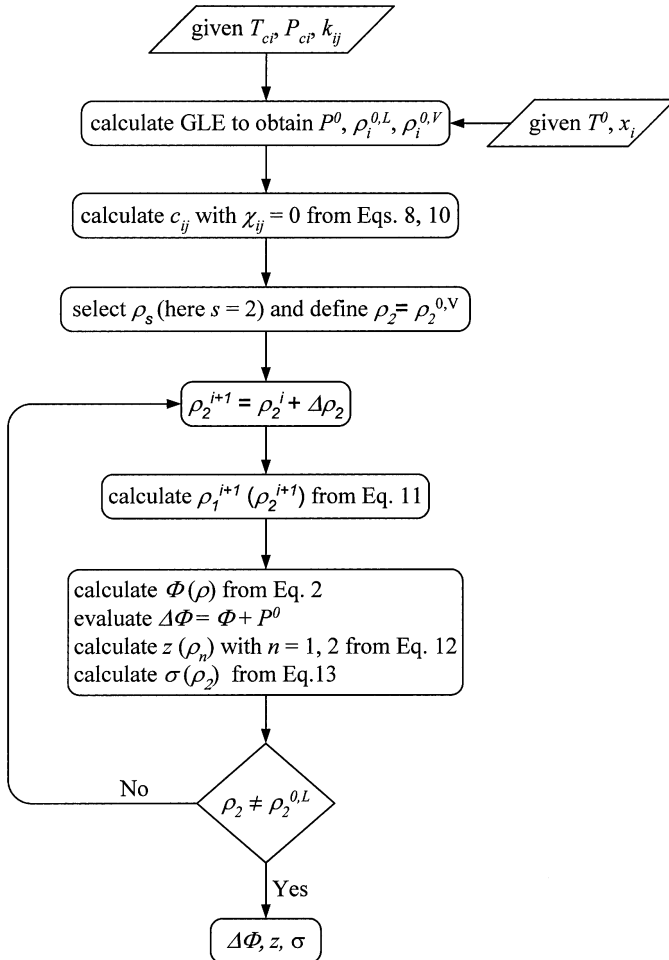 given T_ci, P_ci, k_ij
calculate GLE to obtain P⁰, ρ_i^0,L, ρ_i^0,V
given T⁰, x_i
calculate c_ij with χ_ij = 0 from Eqs. 8, 10
select ρ_s (here s = 2) and define ρ_2 = ρ_2^0,V
ρ_2^i+1 = ρ_2^i + Δρ_2
calculate ρ_1^i+1 (ρ_2^i+1) from Eq. 11
calculate Φ(ρ) from Eq. 2
evaluate ΔΦ = Φ + P⁰
calculate z (ρ_n) with n = 1, 2 from Eq. 12
calculate σ(ρ_2) from Eq.13
No
ρ_2 ≠ ρ_2^0,L
Yes
ΔΦ, z, σ